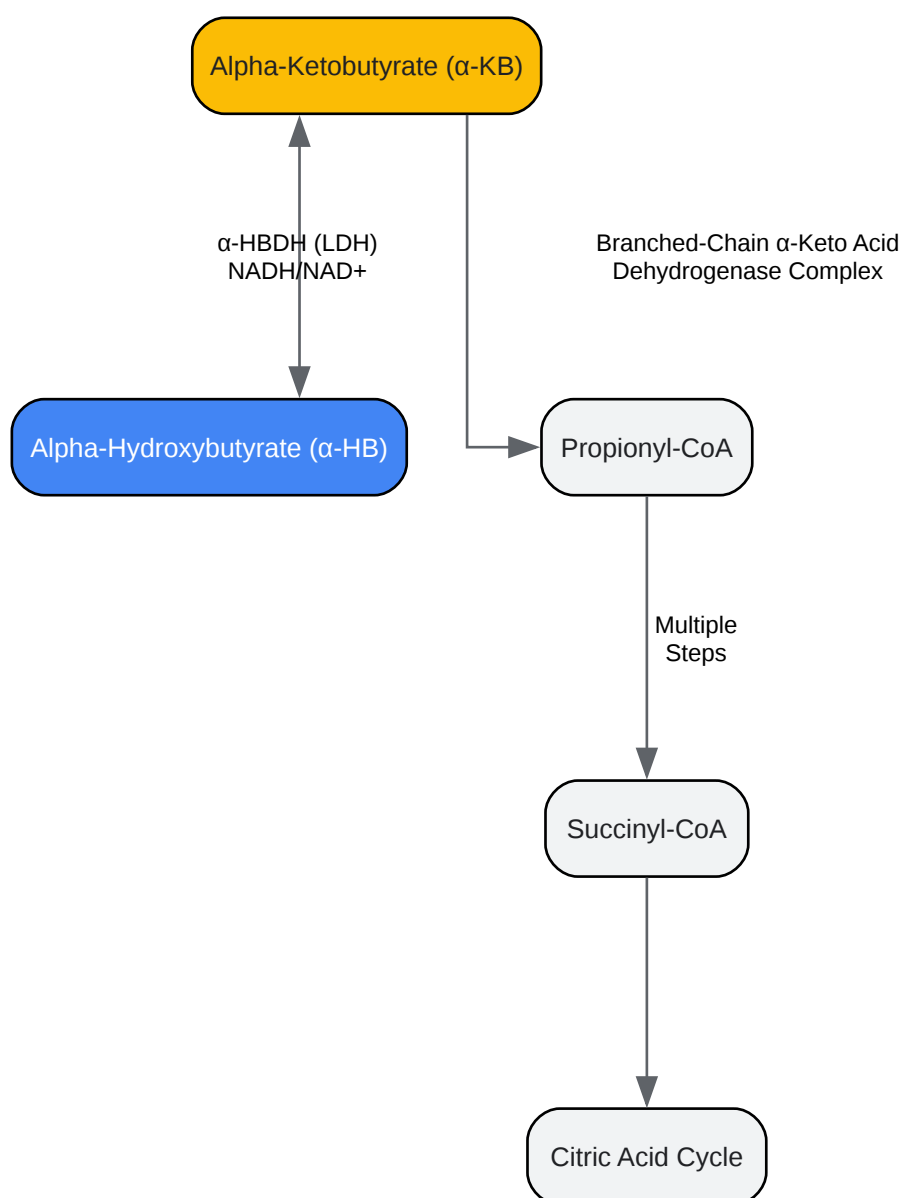 Alpha-Ketobutyrate (α-KB)
α-HBDH (LDH)
NADH/NAD+
Branched-Chain α-Keto Acid
Dehydrogenase Complex
Alpha-Hydroxybutyrate (α-HB)
Propionyl-CoA
Multiple
Steps
Succinyl-CoA
Citric Acid Cycle